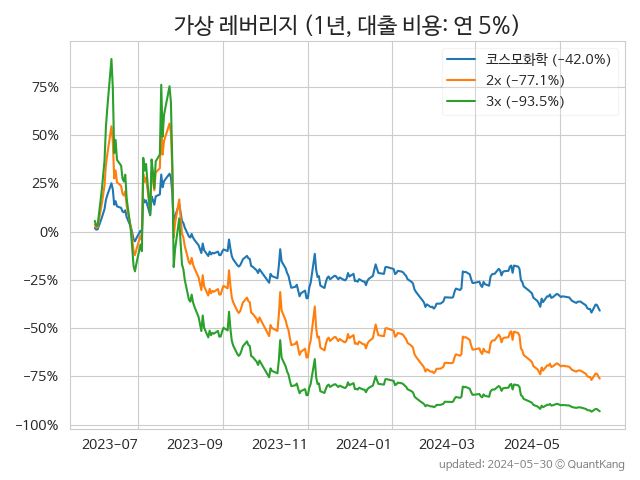 가상 레버리지 (1년, 대출 비용: 연 5%)
코스모화학 (−42.0%)
2x (−77.1%)
3x (−93.5%)
75%
50%
25%
0%
−25%
−50%
−75%
−100%
2023-07 2023-09 2023-11 2024-01 2024-03 2024-05
updated: 2024-05-30 © QuantKang